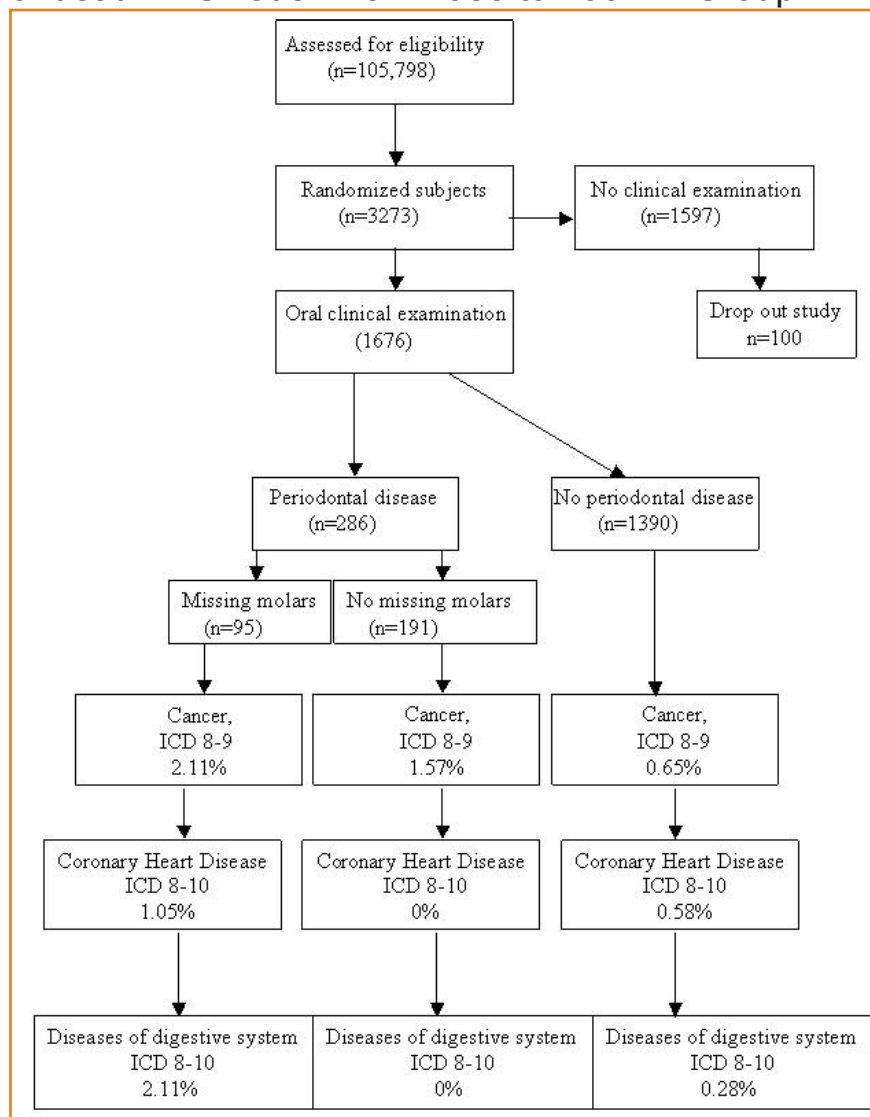 Assessed for eligibility
(n=105,798)
Randomized subjects
(n=3273)
No clinical examination
(n=1597)
Oral clinical examination
(1676)
Drop out study
n=100
Periodontal disease
(n=286)
No periodontal disease
(n=1390)
Missing molars
(n=95)
No missing molars
(n=191)
Cancer,
ICD 8-9
2.11%
Cancer,
ICD 8-9
1.57%
Cancer,
ICD 8-9
0.65%
Coronary Heart Disease
ICD 8-10
1.05%
Coronary Heart Disease
ICD 8-10
0%
Coronary Heart Disease
ICD 8-10
0.58%
Diseases of digestive system
ICD 8-10
2.11%
Diseases of digestive system
ICD 8-10
0%
Diseases of digestive system
ICD 8-10
0.28%